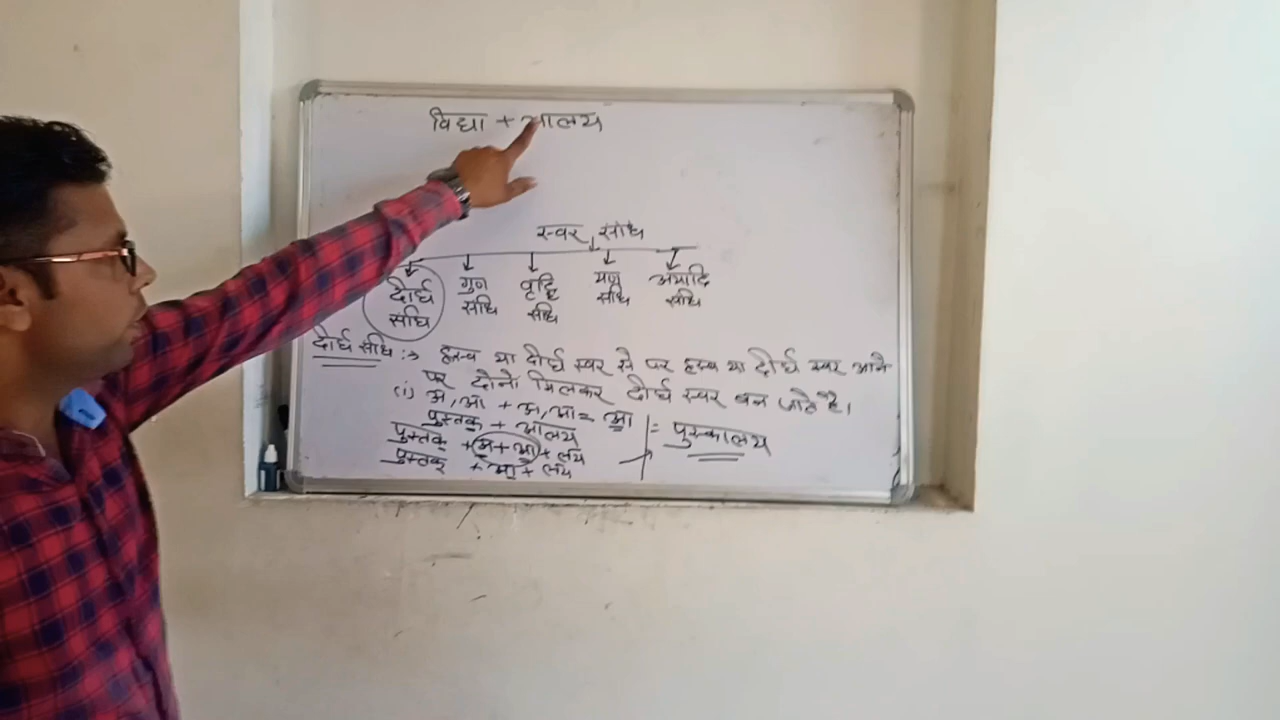 विद्या + आलय
स्वर संधि
दीर्घ संधि
गुण संधि
वृद्धि संधि
यण संधि
अयादि संधि
दीर्घ संधि :→ ह्रस्व या दीर्घ स्वर से पर ह्रस्व या दीर्घ स्वर आने
पर दोनो मिलकर दीर्घ स्वर बन जाते है।
(i) अ, आ + अ, आ = आ
पुस्तक + आलय
पुस्तक् + अ + आ + लय
पुस्तक् + आ + लय
= पुस्कालय